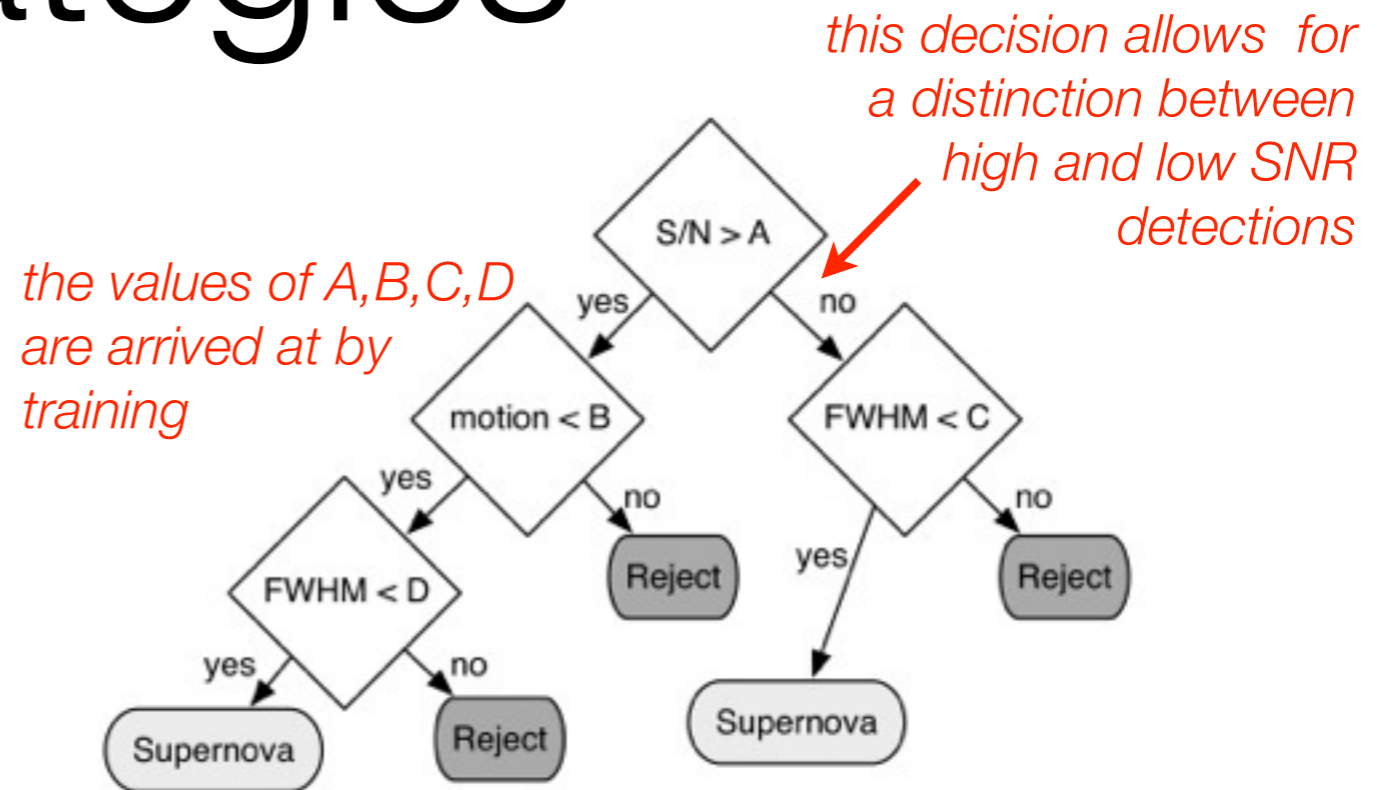 ategies
this decision allows for
a distinction between
high and low SNR
detections
S/N > A
the values of A,B,C,D
are arrived at by
training
yes
no
motion < B
FWHM < C
yes
no
no
yes
FWHM < D
Reject
Reject
yes
no
Supernova
Reject
Supernova